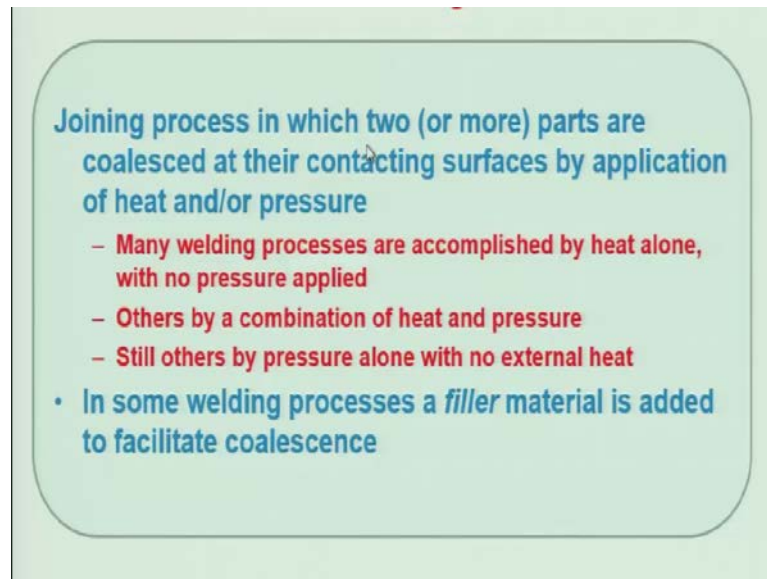 Joining process in which two (or more) parts are
coalesced at their contacting surfaces by application
of heat and/or pressure
– Many welding processes are accomplished by heat alone,
with no pressure applied
– Others by a combination of heat and pressure
– Still others by pressure alone with no external heat
• In some welding processes a filler material is added
to facilitate coalescence